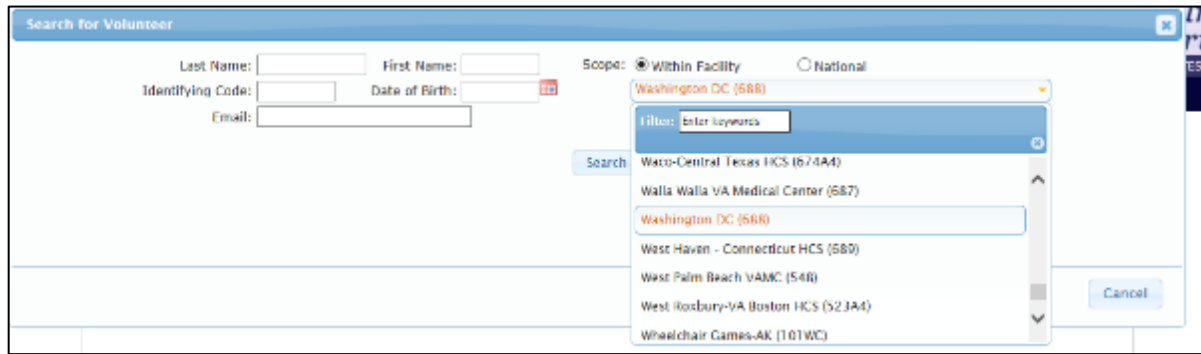 Search for Volunteer
Last Name: First Name: Scope: Within Facility National
Identifying Code: Date of Birth: Washington DC (688)
Email: Filter: Enter keywords
Search Waco-Central Texas HCS (674A4)
Walla Walla VA Medical Center (687)
Washington DC (688)
West Haven - Connecticut HCS (689)
West Palm Beach VAMC (548)
Cancel
West Roxbury-VA Boston HCS (523A4)
Wheelchair Games-AK (101WC)